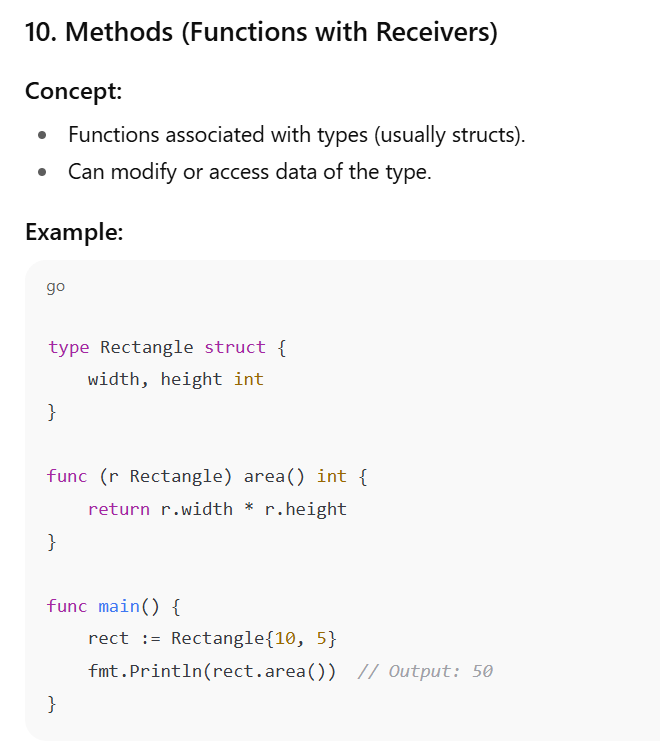 10. Methods (Functions with Receivers)
Concept:
• Functions associated with types (usually structs).
• Can modify or access data of the type.
Example:
go
type Rectangle struct {
    width, height int
}
func (r Rectangle) area() int {
    return r.width * r.height
}
func main() {
    rect := Rectangle{10, 5}
    fmt.Println(rect.area())  // Output: 50
}